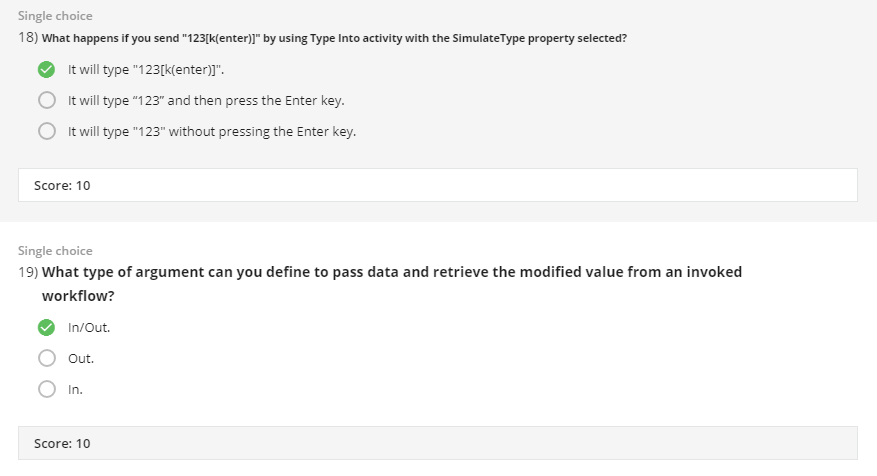 Single choice
18) What happens if you send "123[k(enter)]" by using Type Into activity with the SimulateType property selected?
It will type "123[k(enter)]".
It will type “123” and then press the Enter key.
It will type "123" without pressing the Enter key.
Score: 10
Single choice
19) What type of argument can you define to pass data and retrieve the modified value from an invoked
workflow?
In/Out.
Out.
In.
Score: 10